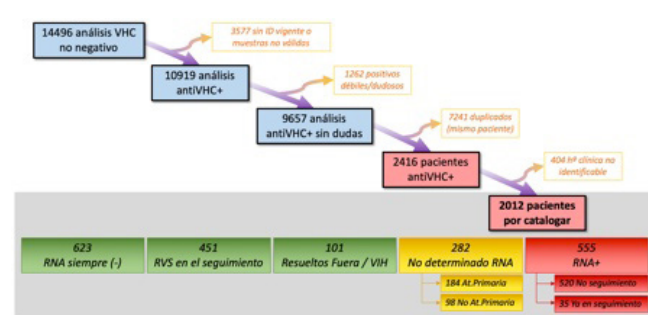 14496 análisis VHC
no negativo
3577 sin ID vigente o
muestras no válidas
10919 análisis
antiVHC+
1262 positivos
débiles/dudosos
9657 análisis
antiVHC+ sin dudas
7241 duplicados
(mismo paciente)
2416 pacientes
antiVHC+
404 hª clínica no
identificable
2012 pacientes
por catalogar
623
RNA siempre (-)
451
RVS en el seguimiento
101
Resueltos Fuera / VIH
282
No determinado RNA
555
RNA+
184 At.Primaria
98 No At.Primaria
520 No seguimiento
35 Ya en seguimiento